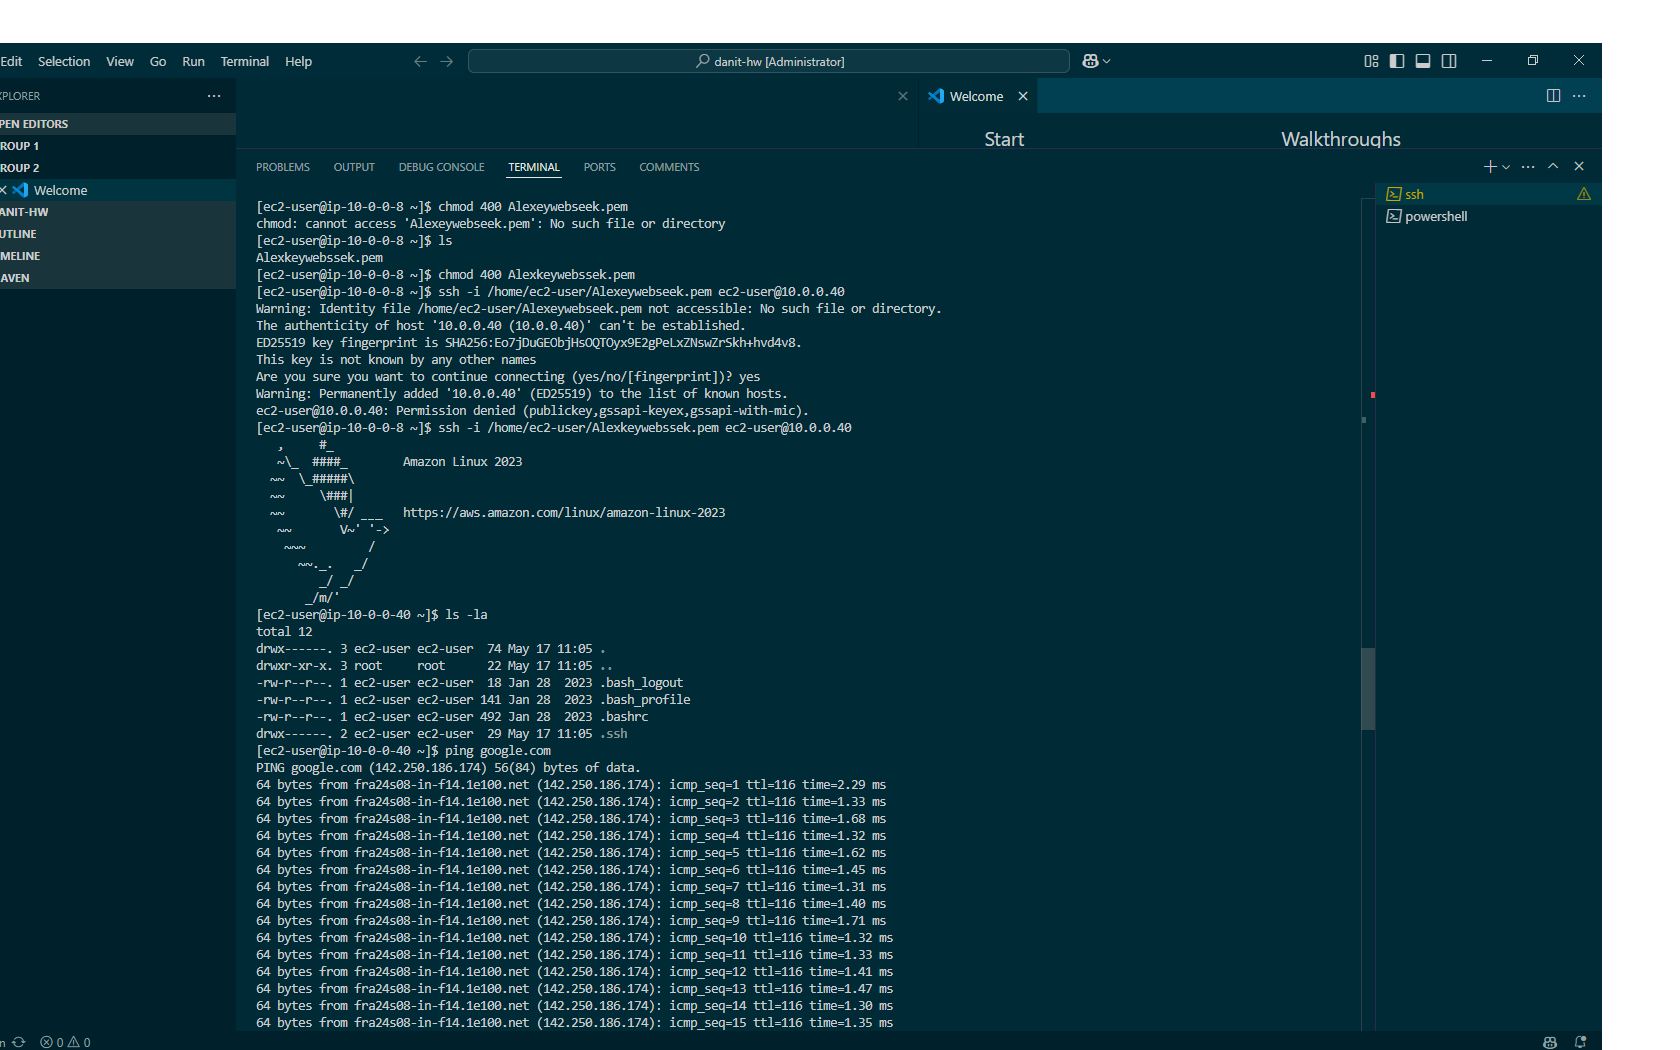 Edit Selection View Go Run Terminal Help
danit-hw [Administrator]
XPLORER
PEN EDITORS
ROUP 1
ROUP 2
Welcome
ANIT-HW
UTLINE
MELINE
AVEN
Welcome
Start
Walkthroughs
PROBLEMS OUTPUT DEBUG CONSOLE TERMINAL PORTS COMMENTS
ssh
powershell
[ec2-user@ip-10-0-0-8 ~]$ chmod 400 Alexeywebseek.pem
chmod: cannot access 'Alexeywebseek.pem': No such file or directory
[ec2-user@ip-10-0-0-8 ~]$ ls
Alexkeywebssek.pem
[ec2-user@ip-10-0-0-8 ~]$ chmod 400 Alexkeywebssek.pem
[ec2-user@ip-10-0-0-8 ~]$ ssh -i /home/ec2-user/Alexeywebseek.pem ec2-user@10.0.0.40
Warning: Identity file /home/ec2-user/Alexeywebseek.pem not accessible: No such file or directory.
The authenticity of host '10.0.0.40 (10.0.0.40)' can't be established.
ED25519 key fingerprint is SHA256:Eo7jDuGEObjHsOQTOyx9E2gPeLxZNswZrSkh+hvd4v8.
This key is not known by any other names
Are you sure you want to continue connecting (yes/no/[fingerprint])? yes
Warning: Permanently added '10.0.0.40' (ED25519) to the list of known hosts.
ec2-user@10.0.0.40: Permission denied (publickey,gssapi-keyex,gssapi-with-mic).
[ec2-user@ip-10-0-0-8 ~]$ ssh -i /home/ec2-user/Alexkeywebssek.pem ec2-user@10.0.0.40
   ,     #_
   ~\_  ####_        Amazon Linux 2023
  ~~  \_#####\
  ~~     \###|
  ~~       \#/ ___   https://aws.amazon.com/linux/amazon-linux-2023
   ~~       V~' '->
    ~~~         /
      ~~._.   _/
         _/ _/
       _/m/'
[ec2-user@ip-10-0-0-40 ~]$ ls -la
total 12
drwx------. 3 ec2-user ec2-user  74 May 17 11:05 .
drwxr-xr-x. 3 root     root      22 May 17 11:05 ..
-rw-r--r--. 1 ec2-user ec2-user  18 Jan 28  2023 .bash_logout
-rw-r--r--. 1 ec2-user ec2-user 141 Jan 28  2023 .bash_profile
-rw-r--r--. 1 ec2-user ec2-user 492 Jan 28  2023 .bashrc
drwx------. 2 ec2-user ec2-user  29 May 17 11:05 .ssh
[ec2-user@ip-10-0-0-40 ~]$ ping google.com
PING google.com (142.250.186.174) 56(84) bytes of data.
64 bytes from fra24s08-in-f14.1e100.net (142.250.186.174): icmp_seq=1 ttl=116 time=2.29 ms
64 bytes from fra24s08-in-f14.1e100.net (142.250.186.174): icmp_seq=2 ttl=116 time=1.33 ms
64 bytes from fra24s08-in-f14.1e100.net (142.250.186.174): icmp_seq=3 ttl=116 time=1.68 ms
64 bytes from fra24s08-in-f14.1e100.net (142.250.186.174): icmp_seq=4 ttl=116 time=1.32 ms
64 bytes from fra24s08-in-f14.1e100.net (142.250.186.174): icmp_seq=5 ttl=116 time=1.62 ms
64 bytes from fra24s08-in-f14.1e100.net (142.250.186.174): icmp_seq=6 ttl=116 time=1.45 ms
64 bytes from fra24s08-in-f14.1e100.net (142.250.186.174): icmp_seq=7 ttl=116 time=1.31 ms
64 bytes from fra24s08-in-f14.1e100.net (142.250.186.174): icmp_seq=8 ttl=116 time=1.40 ms
64 bytes from fra24s08-in-f14.1e100.net (142.250.186.174): icmp_seq=9 ttl=116 time=1.71 ms
64 bytes from fra24s08-in-f14.1e100.net (142.250.186.174): icmp_seq=10 ttl=116 time=1.32 ms
64 bytes from fra24s08-in-f14.1e100.net (142.250.186.174): icmp_seq=11 ttl=116 time=1.33 ms
64 bytes from fra24s08-in-f14.1e100.net (142.250.186.174): icmp_seq=12 ttl=116 time=1.41 ms
64 bytes from fra24s08-in-f14.1e100.net (142.250.186.174): icmp_seq=13 ttl=116 time=1.47 ms
64 bytes from fra24s08-in-f14.1e100.net (142.250.186.174): icmp_seq=14 ttl=116 time=1.30 ms
64 bytes from fra24s08-in-f14.1e100.net (142.250.186.174): icmp_seq=15 ttl=116 time=1.35 ms
n 0 0